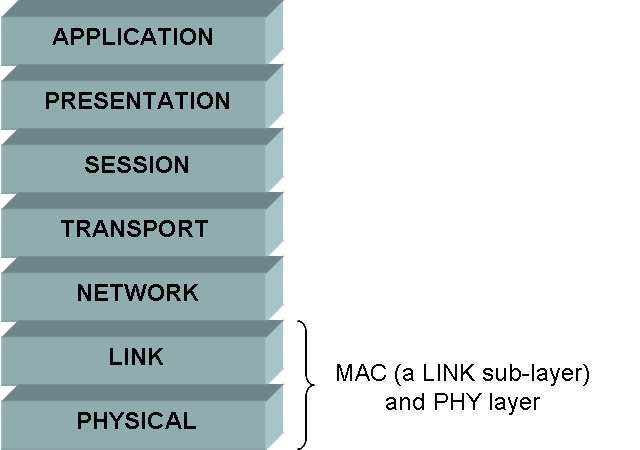 APPLICATION
PRESENTATION
SESSION
TRANSPORT
NETWORK
LINK
PHYSICAL
MAC (a LINK sub-layer)
and PHY layer